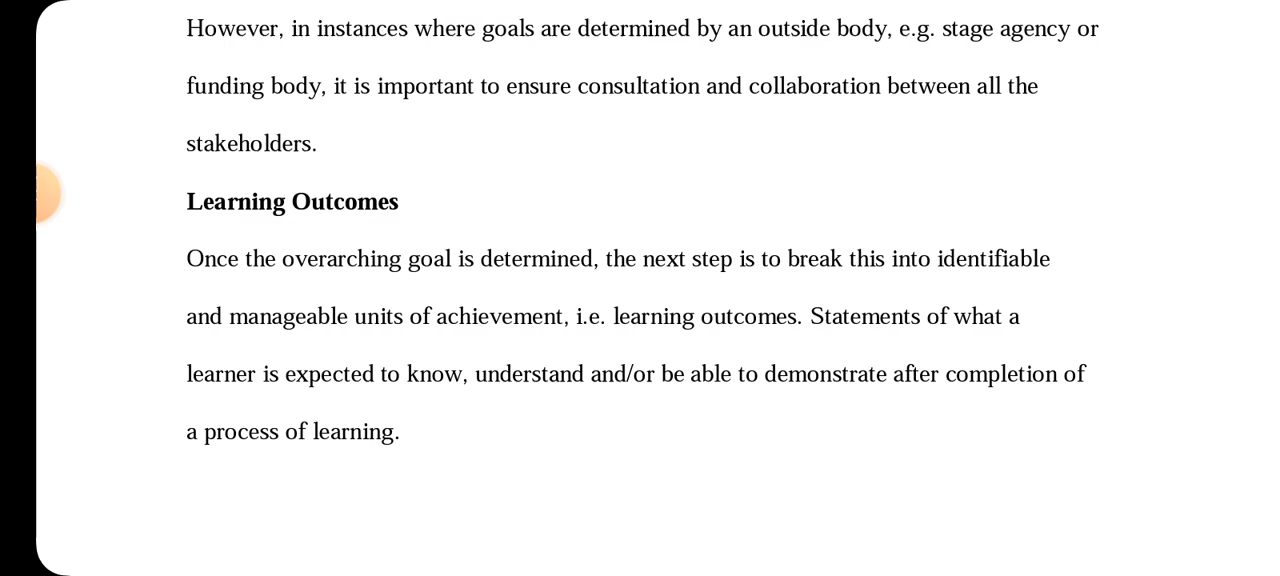 However, in instances where goals are determined by an outside body, e.g. stage agency or
funding body, it is important to ensure consultation and collaboration between all the
stakeholders.
Learning Outcomes
Once the overarching goal is determined, the next step is to break this into identifiable
and manageable units of achievement, i.e. learning outcomes. Statements of what a
learner is expected to know, understand and/or be able to demonstrate after completion of
a process of learning.